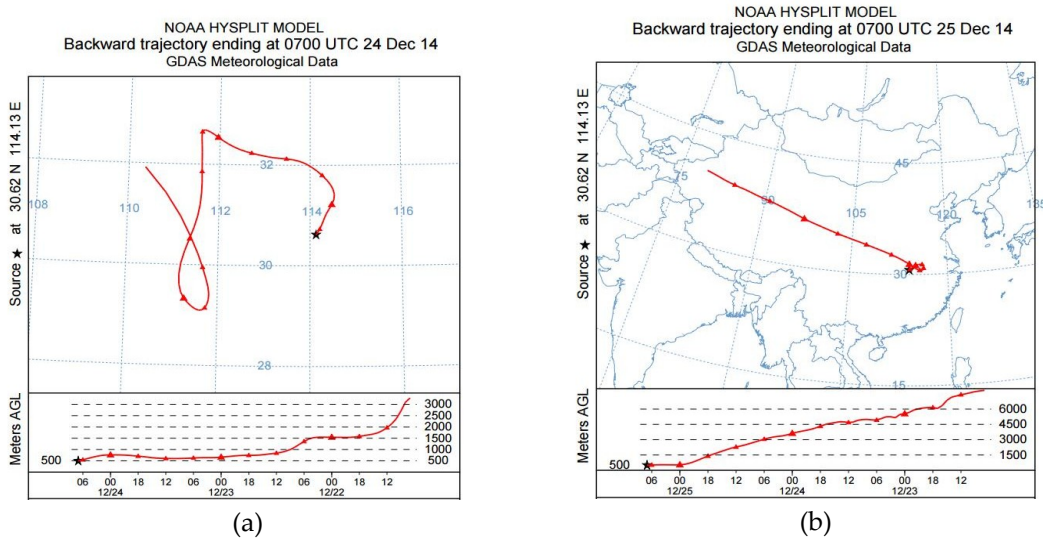 NOAA HYSPLIT MODEL
Backward trajectory ending at 0700 UTC 24 Dec 14
GDAS Meteorological Data
Source ★ at 30.62 N 114.13 E
108
110
112
114
116
32
30
28
Meters AGL
3000
2500
2000
1500
1000
500
500
06 00 18 12 06 00 18 12 06 00 18 12
12/24 12/23 12/22
(a)
NOAA HYSPLIT MODEL
Backward trajectory ending at 0700 UTC 25 Dec 14
GDAS Meteorological Data
Source ★ at 30.62 N 114.13 E
75
90
105
120
135
45
30
15
Meters AGL
6000
4500
3000
1500
500
06 00 18 12 06 00 18 12 06 00 18 12
12/25 12/24 12/23
(b)